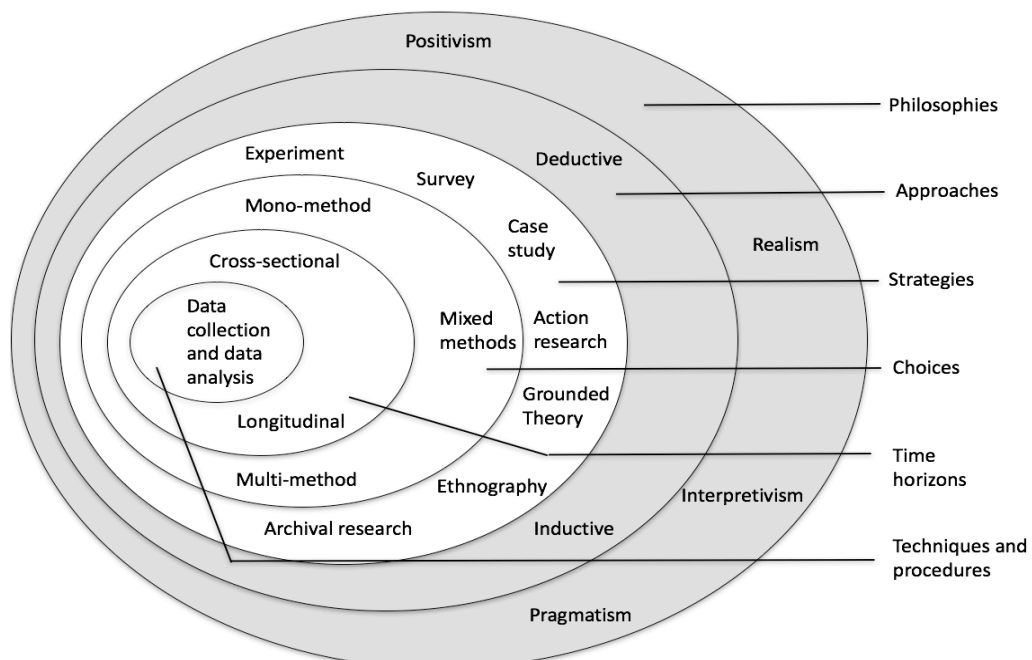 Positivism
Philosophies
Experiment
Deductive
Survey
Approaches
Mono-method
Case
study
Realism
Cross-sectional
Strategies
Data
collection
and data
analysis
Mixed
methods
Action
research
Choices
Grounded
Theory
Longitudinal
Time
horizons
Multi-method
Ethnography
Interpretivism
Archival research
Inductive
Techniques and
procedures
Pragmatism